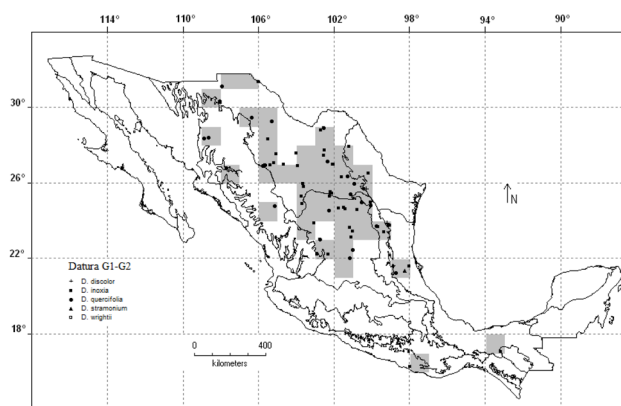 114° 110° 106° 102° 98° 94° 90°
30°
26°
N
22°
Datura G1-G2
D. discolor
D. inoxia
D. quercifolia
D. stramonium
D. wrightii
18°
0 400
kilometers